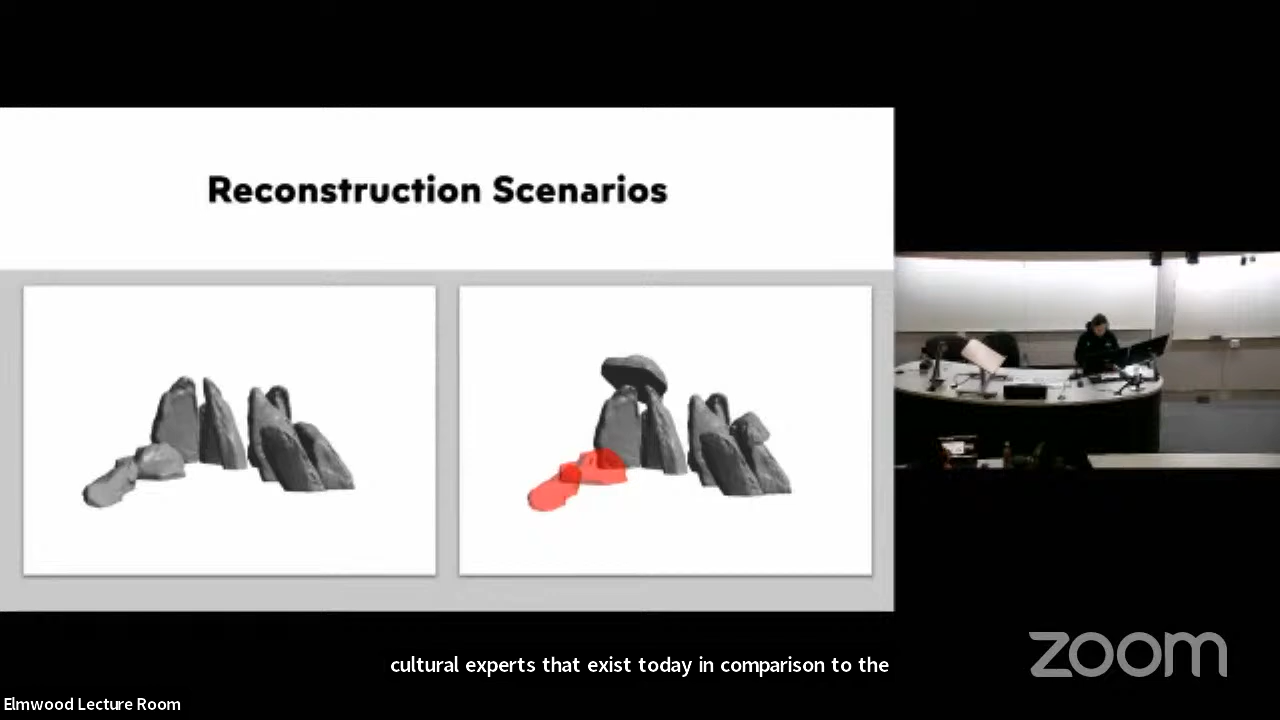 Reconstruction Scenarios
cultural experts that exist today in comparison to the
zoom
Elmwood Lecture Room